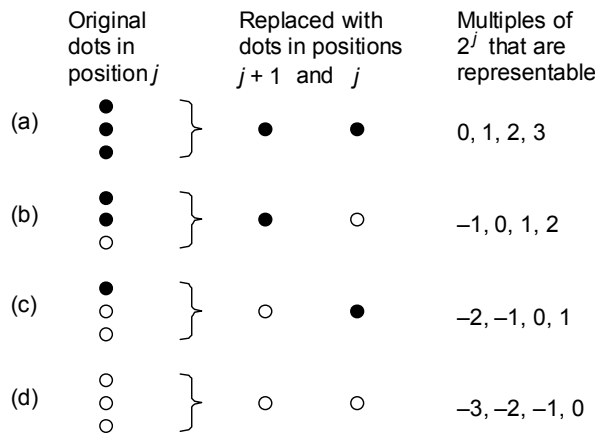 Original dots in position j
Replaced with dots in positions j + 1 and j
Multiples of 2^j that are representable
(a) 0, 1, 2, 3
(b) –1, 0, 1, 2
(c) –2, –1, 0, 1
(d) –3, –2, –1, 0